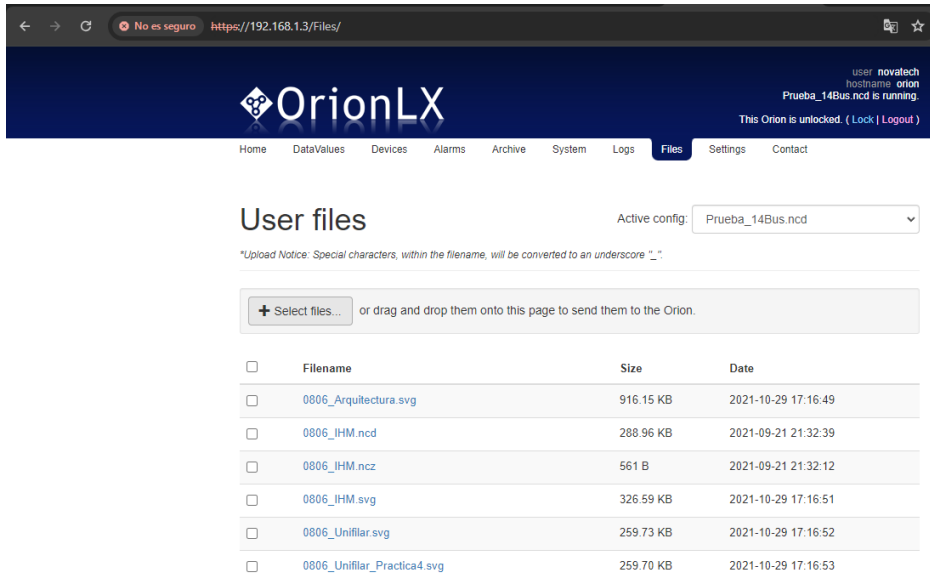 No es seguro https://192.168.1.3/Files/
user novatech
hostname orion
Prueba_14Bus.ncd is running.
OrionLX
This Orion is unlocked. ( Lock | Logout )
Home DataValues Devices Alarms Archive System Logs Files Settings Contact
User files Active config: Prueba_14Bus.ncd
*Upload Notice: Special characters, within the filename, will be converted to an underscore "_".
+ Select files... or drag and drop them onto this page to send them to the Orion.
Filename Size Date
0806_Arquitectura.svg 916.15 KB 2021-10-29 17:16:49
0806_IHM.ncd 288.96 KB 2021-09-21 21:32:39
0806_IHM.ncz 561 B 2021-09-21 21:32:12
0806_IHM.svg 326.59 KB 2021-10-29 17:16:51
0806_Unifilar.svg 259.73 KB 2021-10-29 17:16:52
0806_Unifilar_Practica4.svg 259.70 KB 2021-10-29 17:16:53